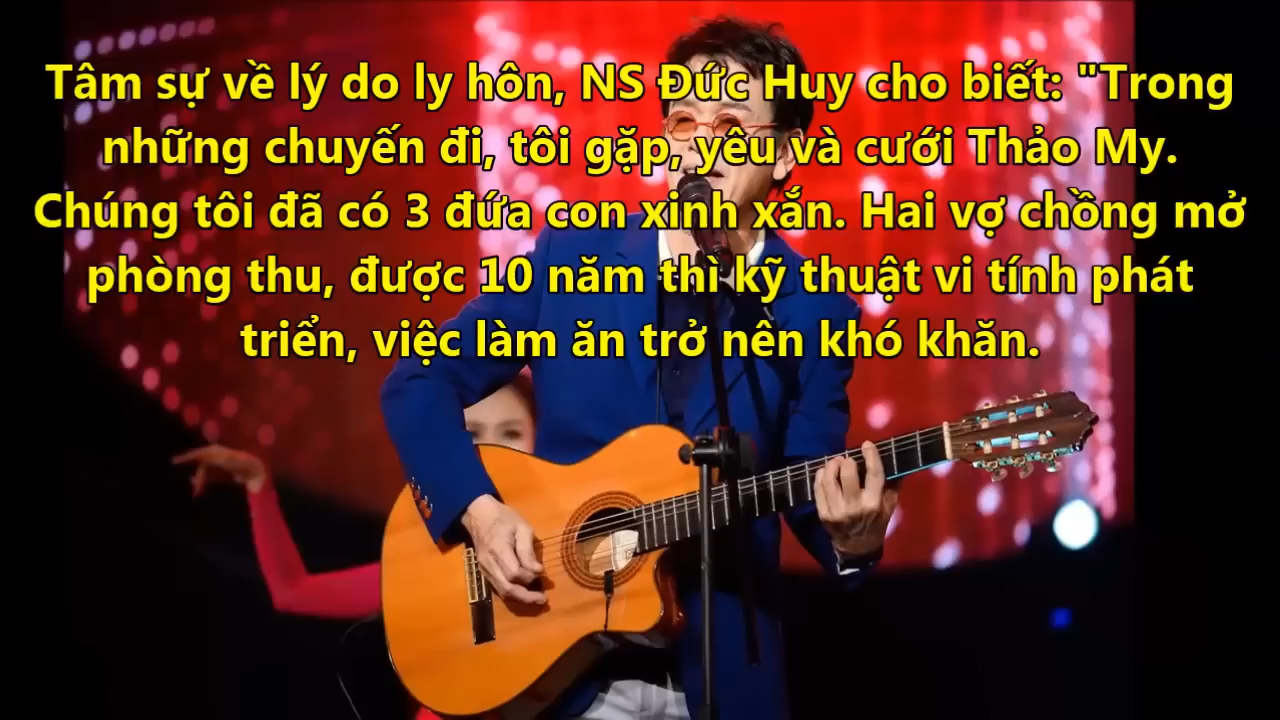 Tâm sự về lý do ly hôn, NS Đức Huy cho biết: "Trong
những chuyến đi, tôi gặp, yêu và cưới Thảo My.
Chúng tôi đã có 3 đứa con xinh xắn. Hai vợ chồng mở
phòng thu, được 10 năm thì kỹ thuật vi tính phát
triển, việc làm ăn trở nên khó khăn.